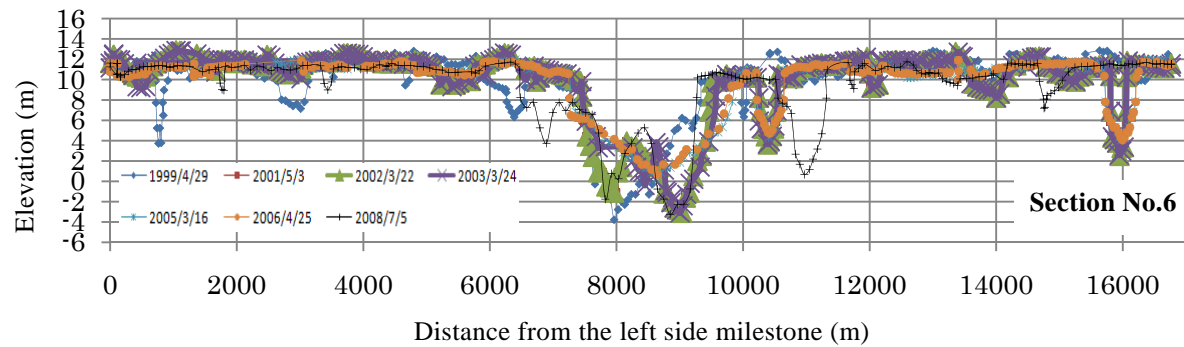 16
14
12
10
8
6
4
2
0
-2
-4
-6
Elevation (m)
1999/4/29 2001/5/3 2002/3/22 2003/3/24
2005/3/16 2006/4/25 2008/7/5
Section No.6
0 2000 4000 6000 8000 10000 12000 14000 16000
Distance from the left side milestone (m)